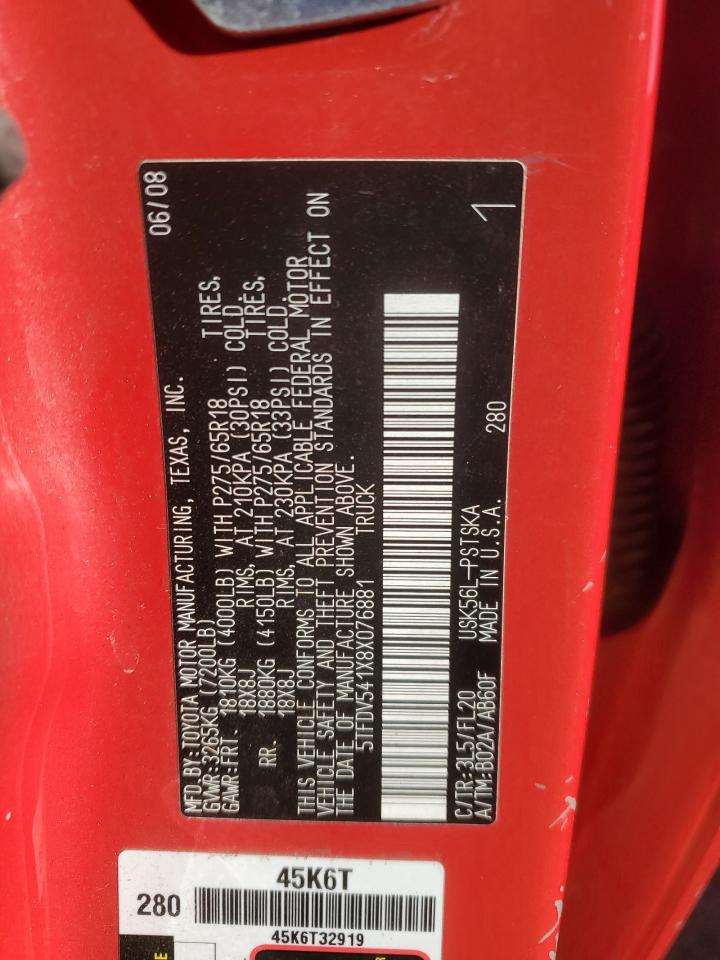 MFD.BY:TOYOTA MOTOR MANUFACTURING, TEXAS, INC. 06/08
GVWR:3265KG (7200LB)
GAWR:FRT. 1810KG (4000LB) WITH P275/65R18 TIRES,
18X8J RIMS, AT 210KPA (30PSI) COLD.
RR. 1880KG (4150LB) WITH P275/65R18 TIRES,
18X8J RIMS, AT 230KPA (33PSI) COLD.
THIS VEHICLE CONFORMS TO ALL APPLICABLE FEDERAL MOTOR
VEHICLE SAFETY AND THEFT PREVENTION STANDARDS IN EFFECT ON
THE DATE OF MANUFACTURE SHOWN ABOVE.
5TFDV541X8X076881 TRUCK
C/TR:3L5/FL20 USK56L-PSTSKA 280
A/TM:B02A/AB60F MADE IN U.S.A. 1
45K6T
280
45K6T32919